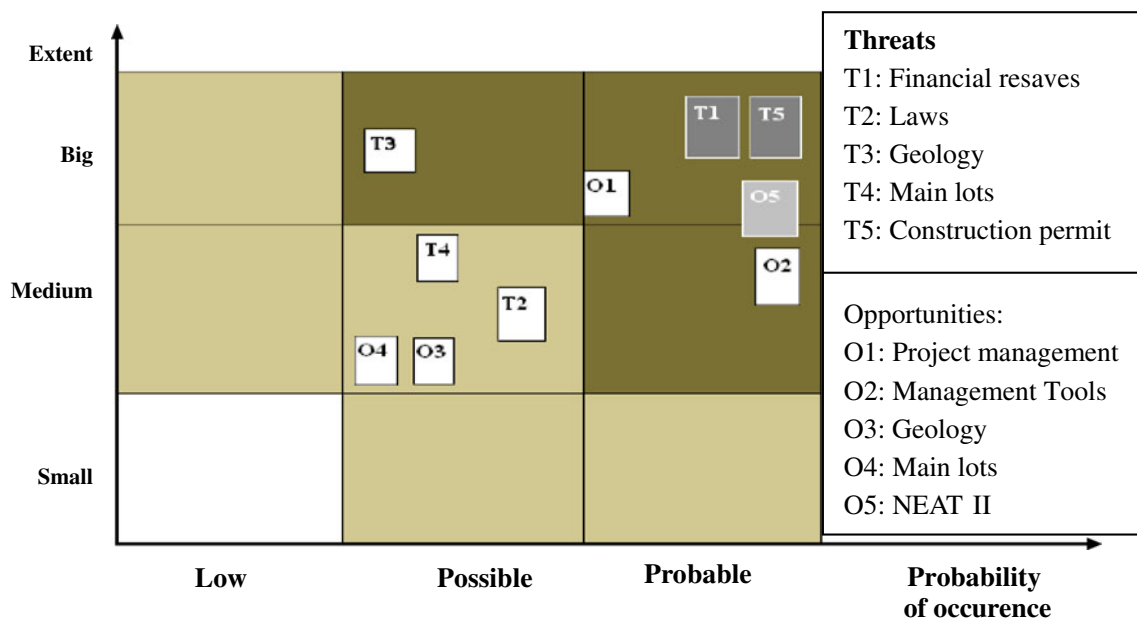 Extent
Big
Medium
Small
T3
T1
T5
O1
O5
T4
T2
O2
O4
O3
Low
Possible
Probable
Probability
of occurence
Threats
T1: Financial resaves
T2: Laws
T3: Geology
T4: Main lots
T5: Construction permit
Opportunities:
O1: Project management
O2: Management Tools
O3: Geology
O4: Main lots
O5: NEAT II